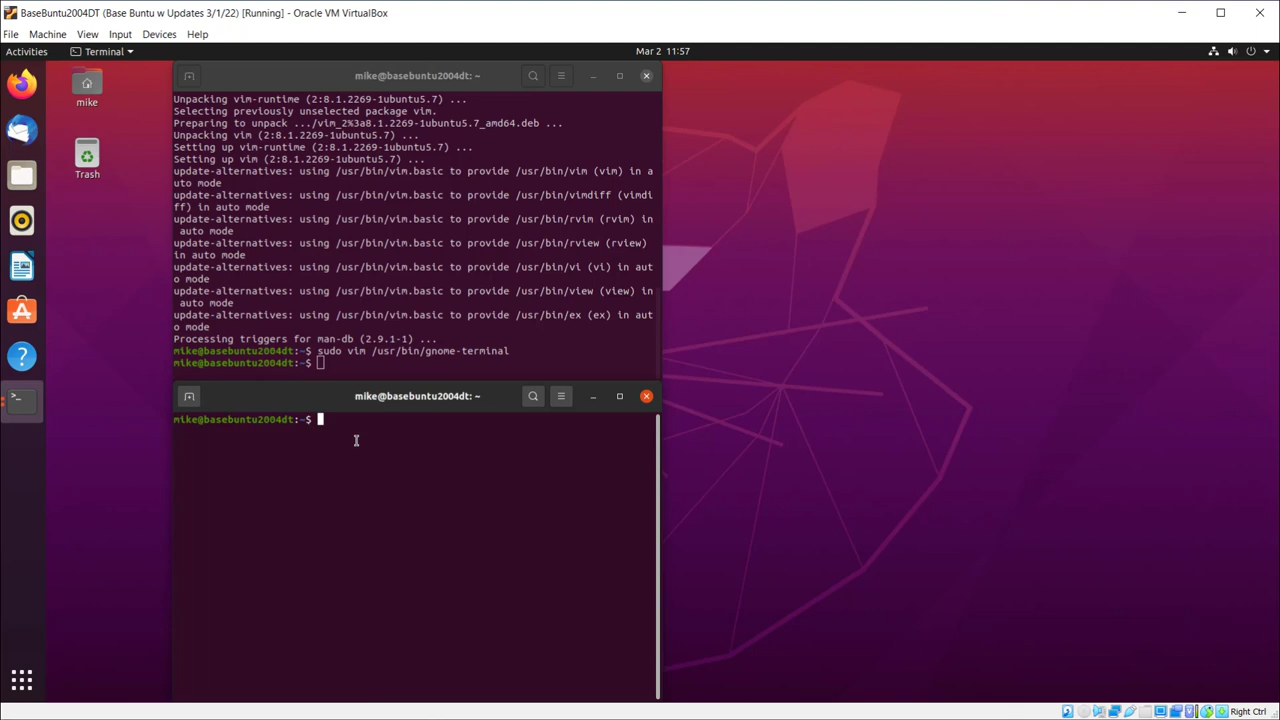 BaseBuntu2004DT (Base Buntu w Updates 3/1/22) [Running] - Oracle VM VirtualBox
File Machine View Input Devices Help
Activities Terminal Mar 2 11:57
mike
Trash
mike@basebuntu2004dt: ~
Unpacking vim-runtime (2:8.1.2269-1ubuntu5.7) ...
Selecting previously unselected package vim.
Preparing to unpack .../vim_2%3a8.1.2269-1ubuntu5.7_amd64.deb ...
Unpacking vim (2:8.1.2269-1ubuntu5.7) ...
Setting up vim-runtime (2:8.1.2269-1ubuntu5.7) ...
Setting up vim (2:8.1.2269-1ubuntu5.7) ...
update-alternatives: using /usr/bin/vim.basic to provide /usr/bin/vim (vim) in a
uto mode
update-alternatives: using /usr/bin/vim.basic to provide /usr/bin/vimdiff (vimdi
ff) in auto mode
update-alternatives: using /usr/bin/vim.basic to provide /usr/bin/rvim (rvim) in
 auto mode
update-alternatives: using /usr/bin/vim.basic to provide /usr/bin/rview (rview)
in auto mode
update-alternatives: using /usr/bin/vim.basic to provide /usr/bin/vi (vi) in aut
o mode
update-alternatives: using /usr/bin/vim.basic to provide /usr/bin/view (view) in
 auto mode
update-alternatives: using /usr/bin/vim.basic to provide /usr/bin/ex (ex) in aut
o mode
Processing triggers for man-db (2.9.1-1) ...
mike@basebuntu2004dt:~$ sudo vim /usr/bin/gnome-terminal
mike@basebuntu2004dt:~$
mike@basebuntu2004dt: ~
mike@basebuntu2004dt:~$
Right Ctrl